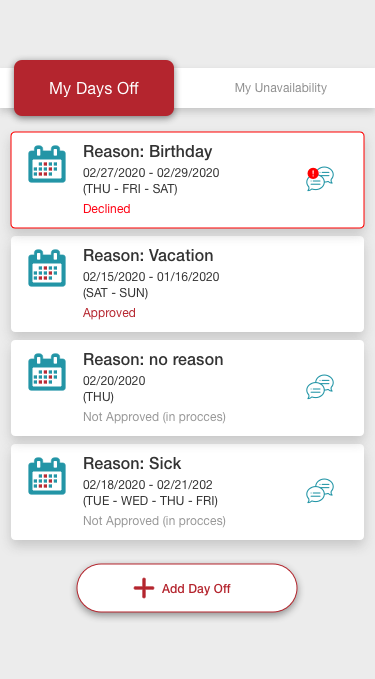 My Days Off
My Unavailability
Reason: Birthday
02/27/2020 - 02/29/2020
(THU - FRI - SAT)
Declined
!
Reason: Vacation
02/15/2020 - 01/16/2020
(SAT - SUN)
Approved
Reason: no reason
02/20/2020
(THU)
Not Approved (in procces)
Reason: Sick
02/18/2020 - 02/21/202
(TUE - WED - THU - FRI)
Not Approved (in procces)
Add Day Off